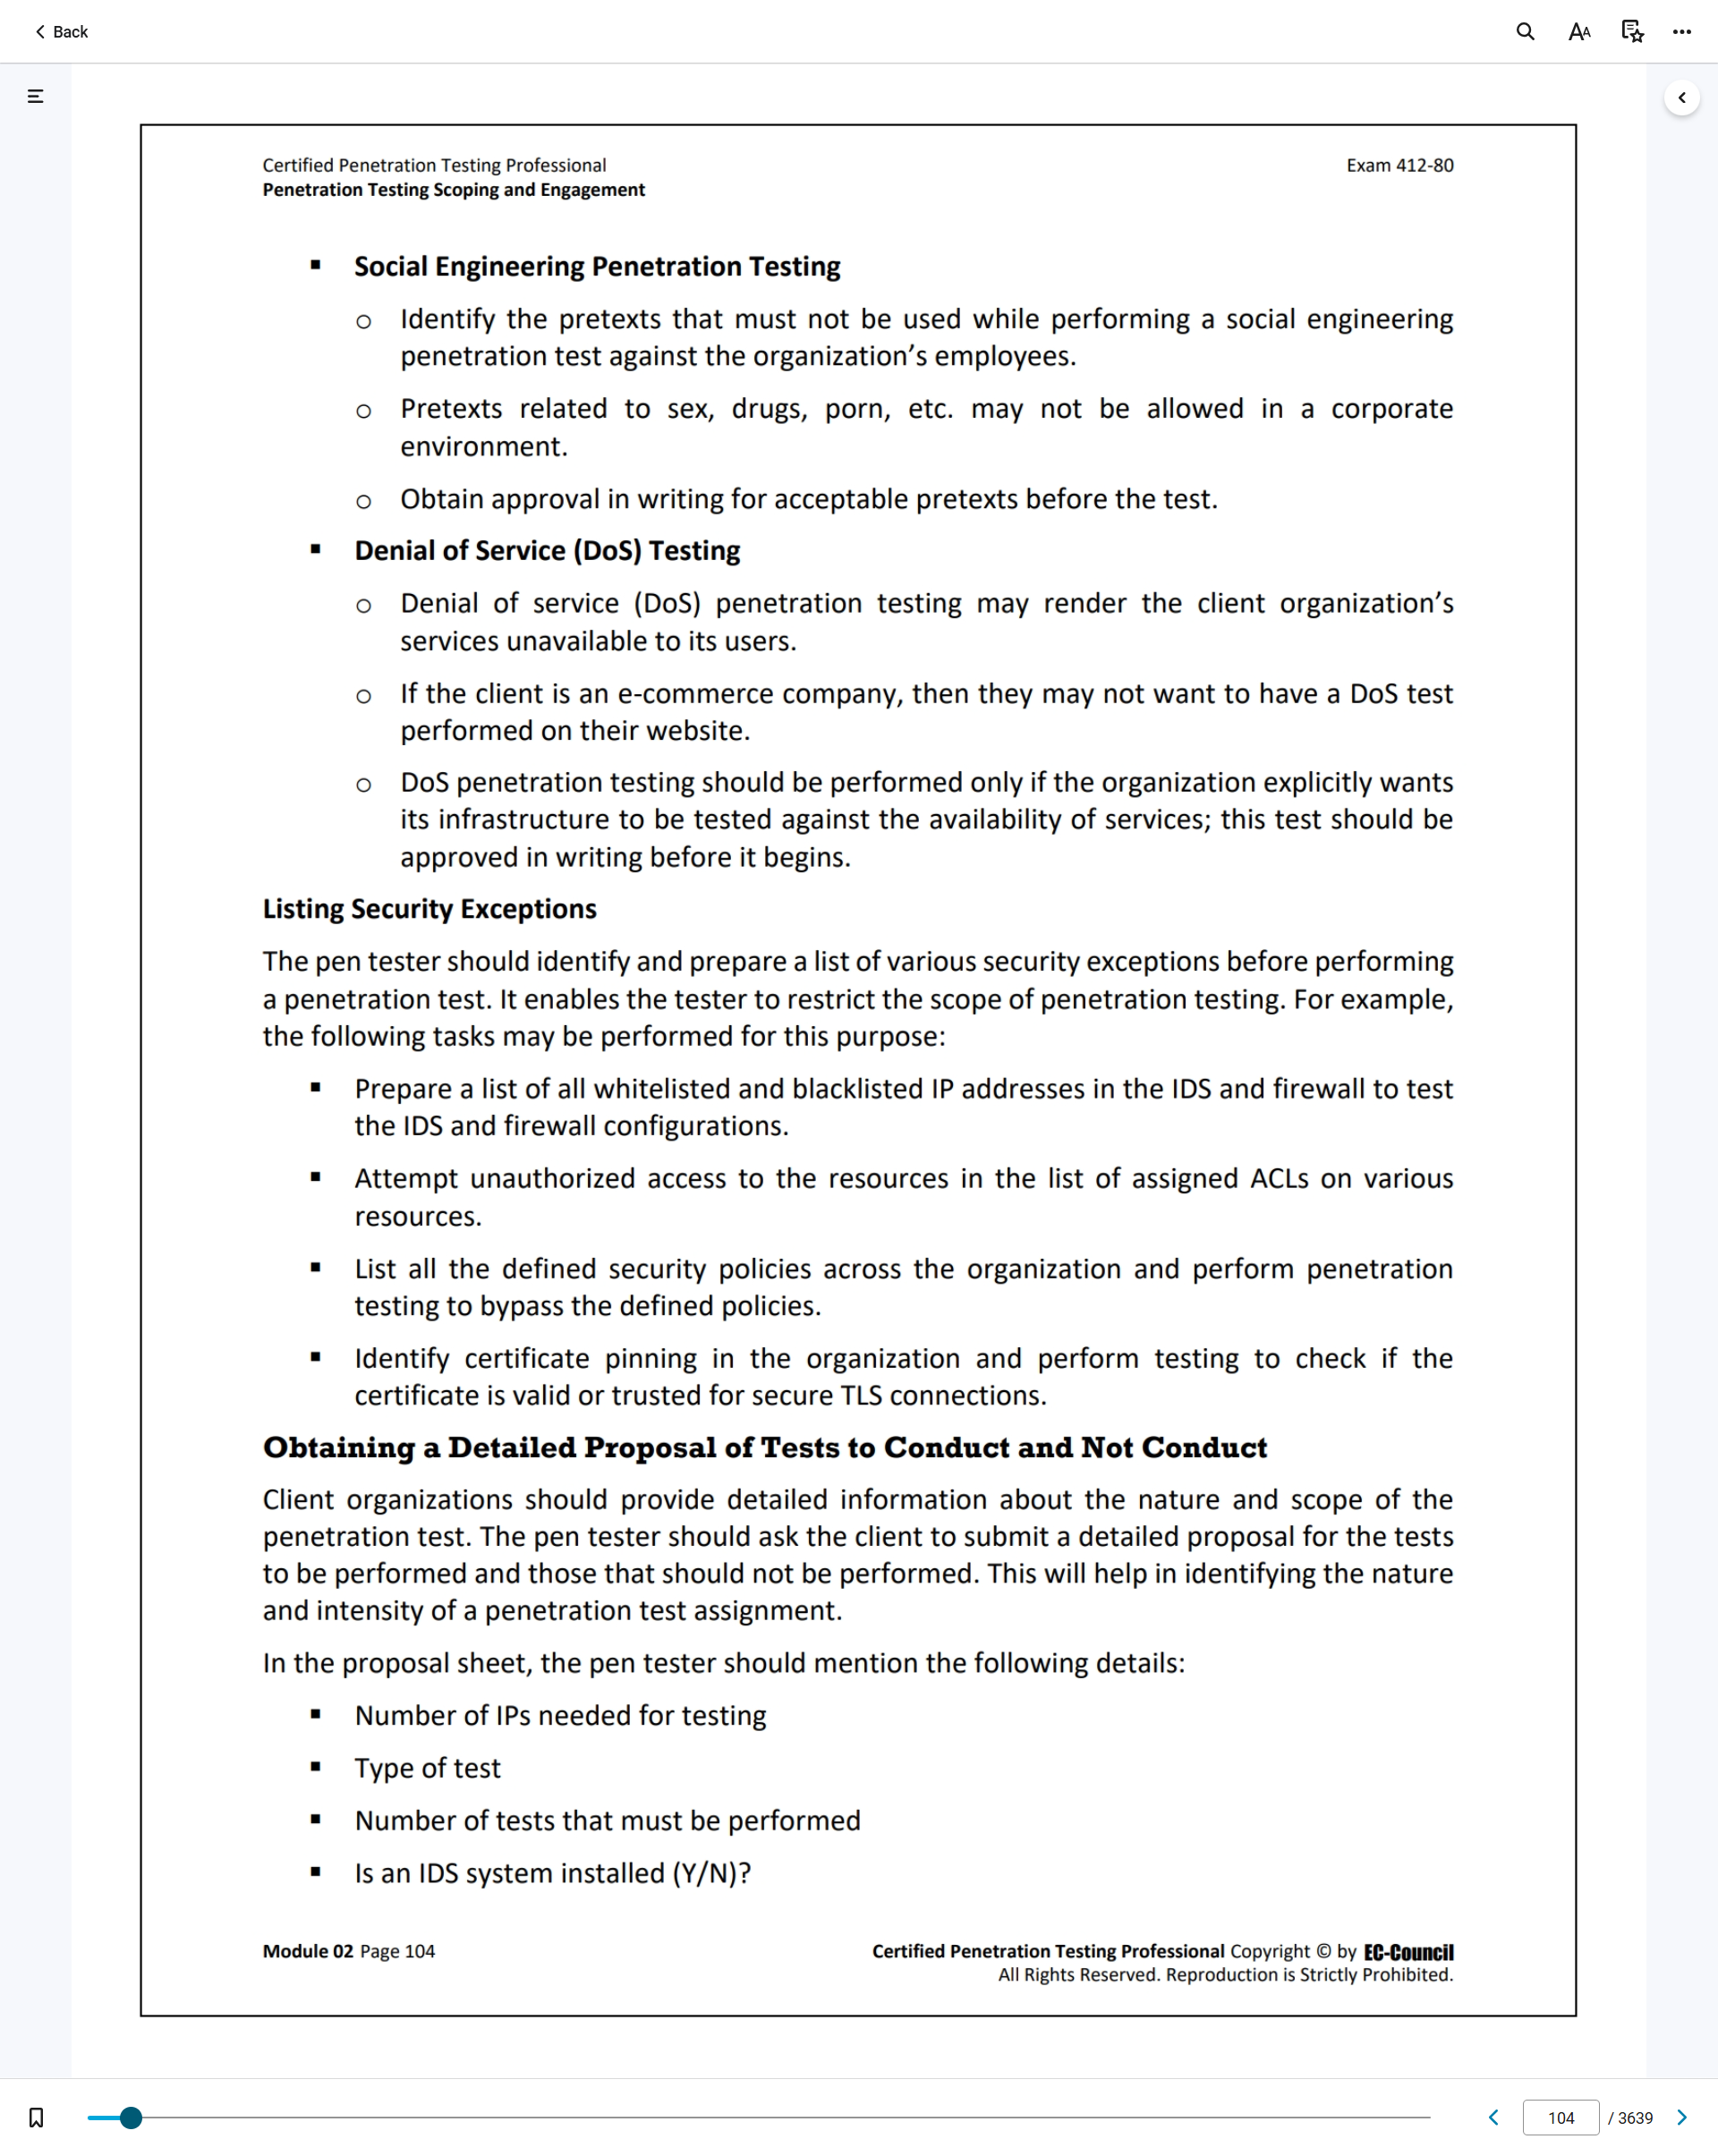 Back
Certified Penetration Testing Professional
Exam 412-80
Penetration Testing Scoping and Engagement
▪ Social Engineering Penetration Testing
o Identify the pretexts that must not be used while performing a social engineering
penetration test against the organization’s employees.
o Pretexts related to sex, drugs, porn, etc. may not be allowed in a corporate
environment.
o Obtain approval in writing for acceptable pretexts before the test.
▪ Denial of Service (DoS) Testing
o Denial of service (DoS) penetration testing may render the client organization’s
services unavailable to its users.
o If the client is an e-commerce company, then they may not want to have a DoS test
performed on their website.
o DoS penetration testing should be performed only if the organization explicitly wants
its infrastructure to be tested against the availability of services; this test should be
approved in writing before it begins.
Listing Security Exceptions
The pen tester should identify and prepare a list of various security exceptions before performing
a penetration test. It enables the tester to restrict the scope of penetration testing. For example,
the following tasks may be performed for this purpose:
▪ Prepare a list of all whitelisted and blacklisted IP addresses in the IDS and firewall to test
the IDS and firewall configurations.
▪ Attempt unauthorized access to the resources in the list of assigned ACLs on various
resources.
▪ List all the defined security policies across the organization and perform penetration
testing to bypass the defined policies.
▪ Identify certificate pinning in the organization and perform testing to check if the
certificate is valid or trusted for secure TLS connections.
Obtaining a Detailed Proposal of Tests to Conduct and Not Conduct
Client organizations should provide detailed information about the nature and scope of the
penetration test. The pen tester should ask the client to submit a detailed proposal for the tests
to be performed and those that should not be performed. This will help in identifying the nature
and intensity of a penetration test assignment.
In the proposal sheet, the pen tester should mention the following details:
▪ Number of IPs needed for testing
▪ Type of test
▪ Number of tests that must be performed
▪ Is an IDS system installed (Y/N)?
Module 02 Page 104
Certified Penetration Testing Professional Copyright © by EC-Council
All Rights Reserved. Reproduction is Strictly Prohibited.
104 / 3639